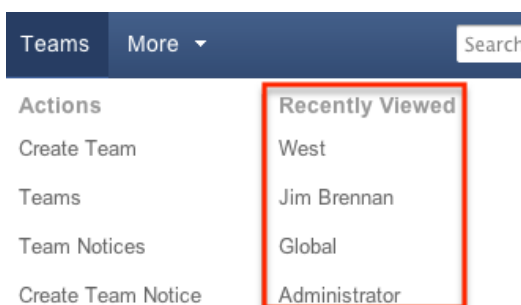 Teams More Search
Actions Recently Viewed
Create Team West
Teams Jim Brennan
Team Notices Global
Create Team Notice Administrator